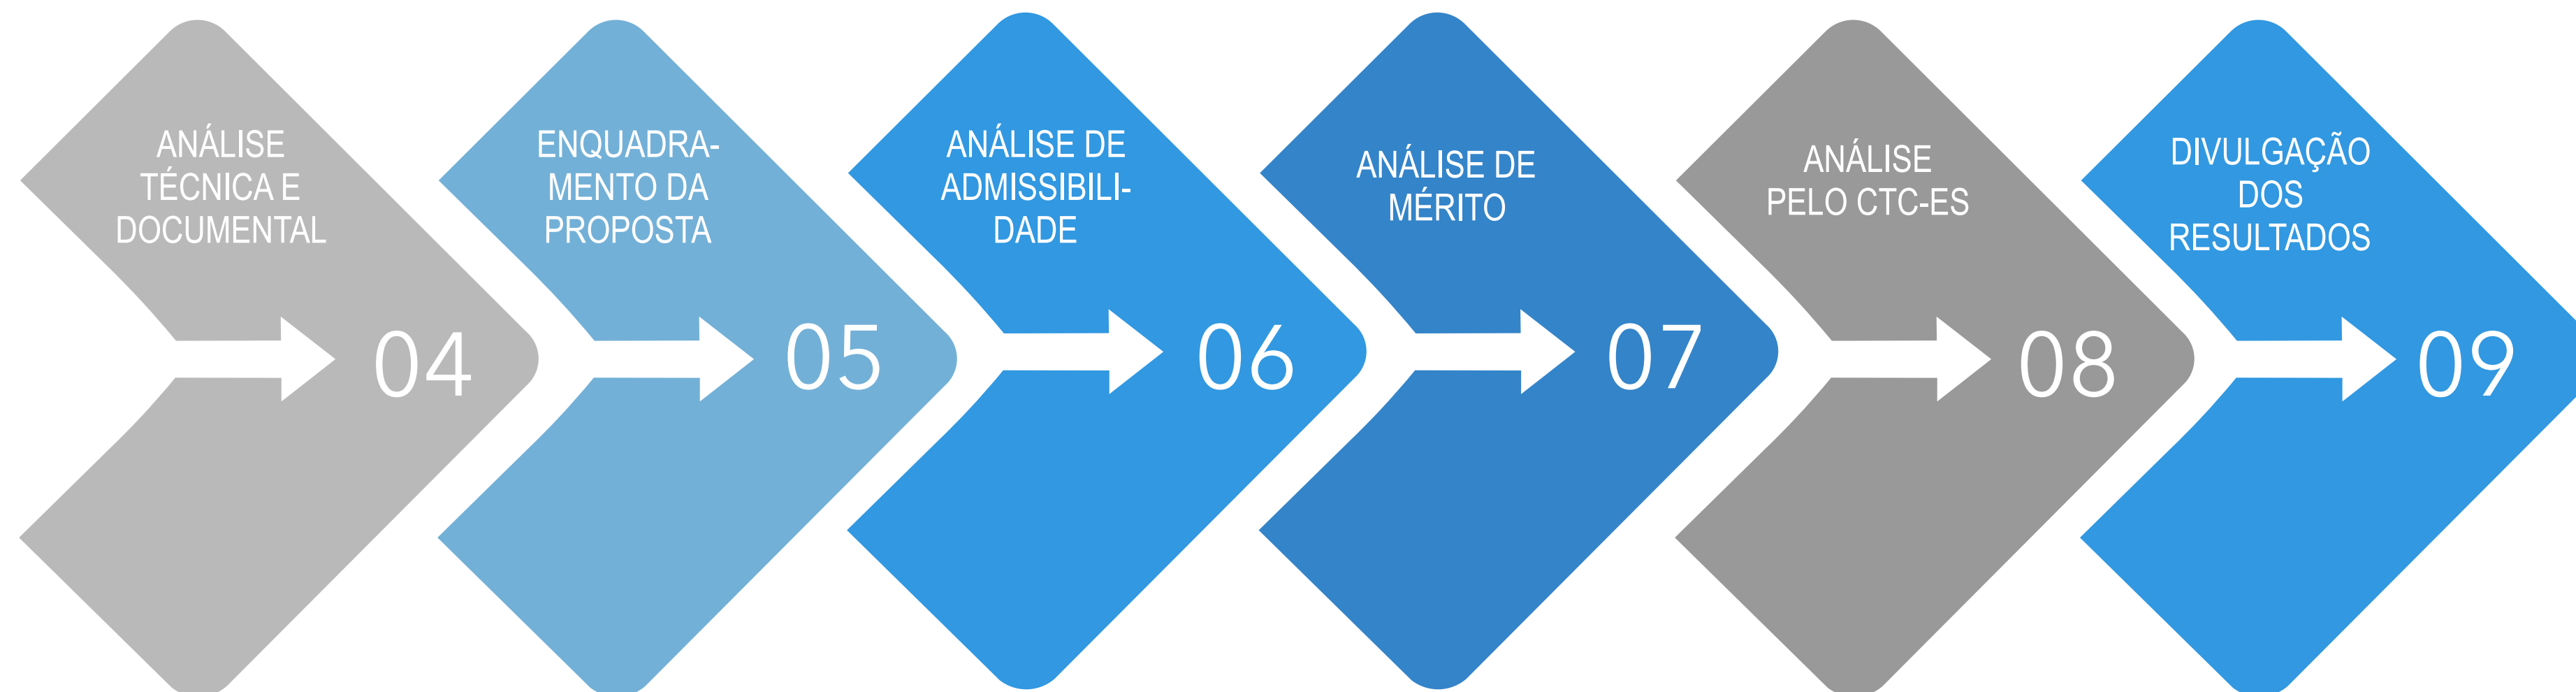 ANÁLISE
TÉCNICA E
DOCUMENTAL
04
ENQUADRA-
MENTO DA
PROPOSTA
05
ANÁLISE DE
ADMISSIBILI-
DADE
06
ANÁLISE DE
MÉRITO
07
ANÁLISE
PELO CTC-ES
08
DIVULGAÇÃO
DOS
RESULTADOS
09